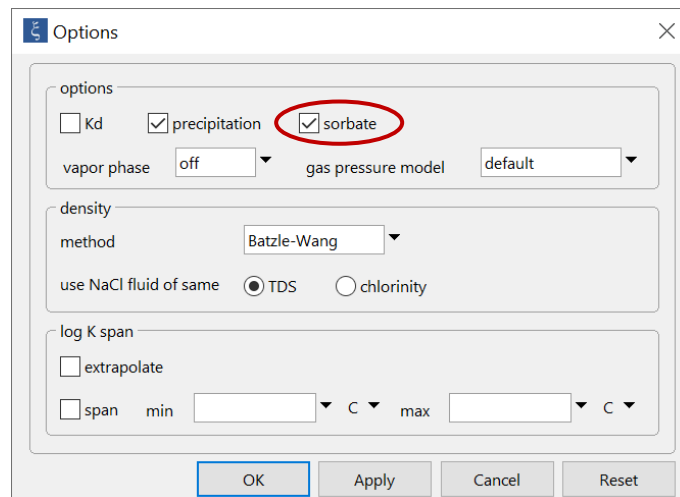 ξ Options
options
Kd precipitation sorbate
vapor phase off gas pressure model default
density
method Batzle-Wang
use NaCl fluid of same TDS chlorinity
log K span
extrapolate
span min C max C
OK Apply Cancel Reset